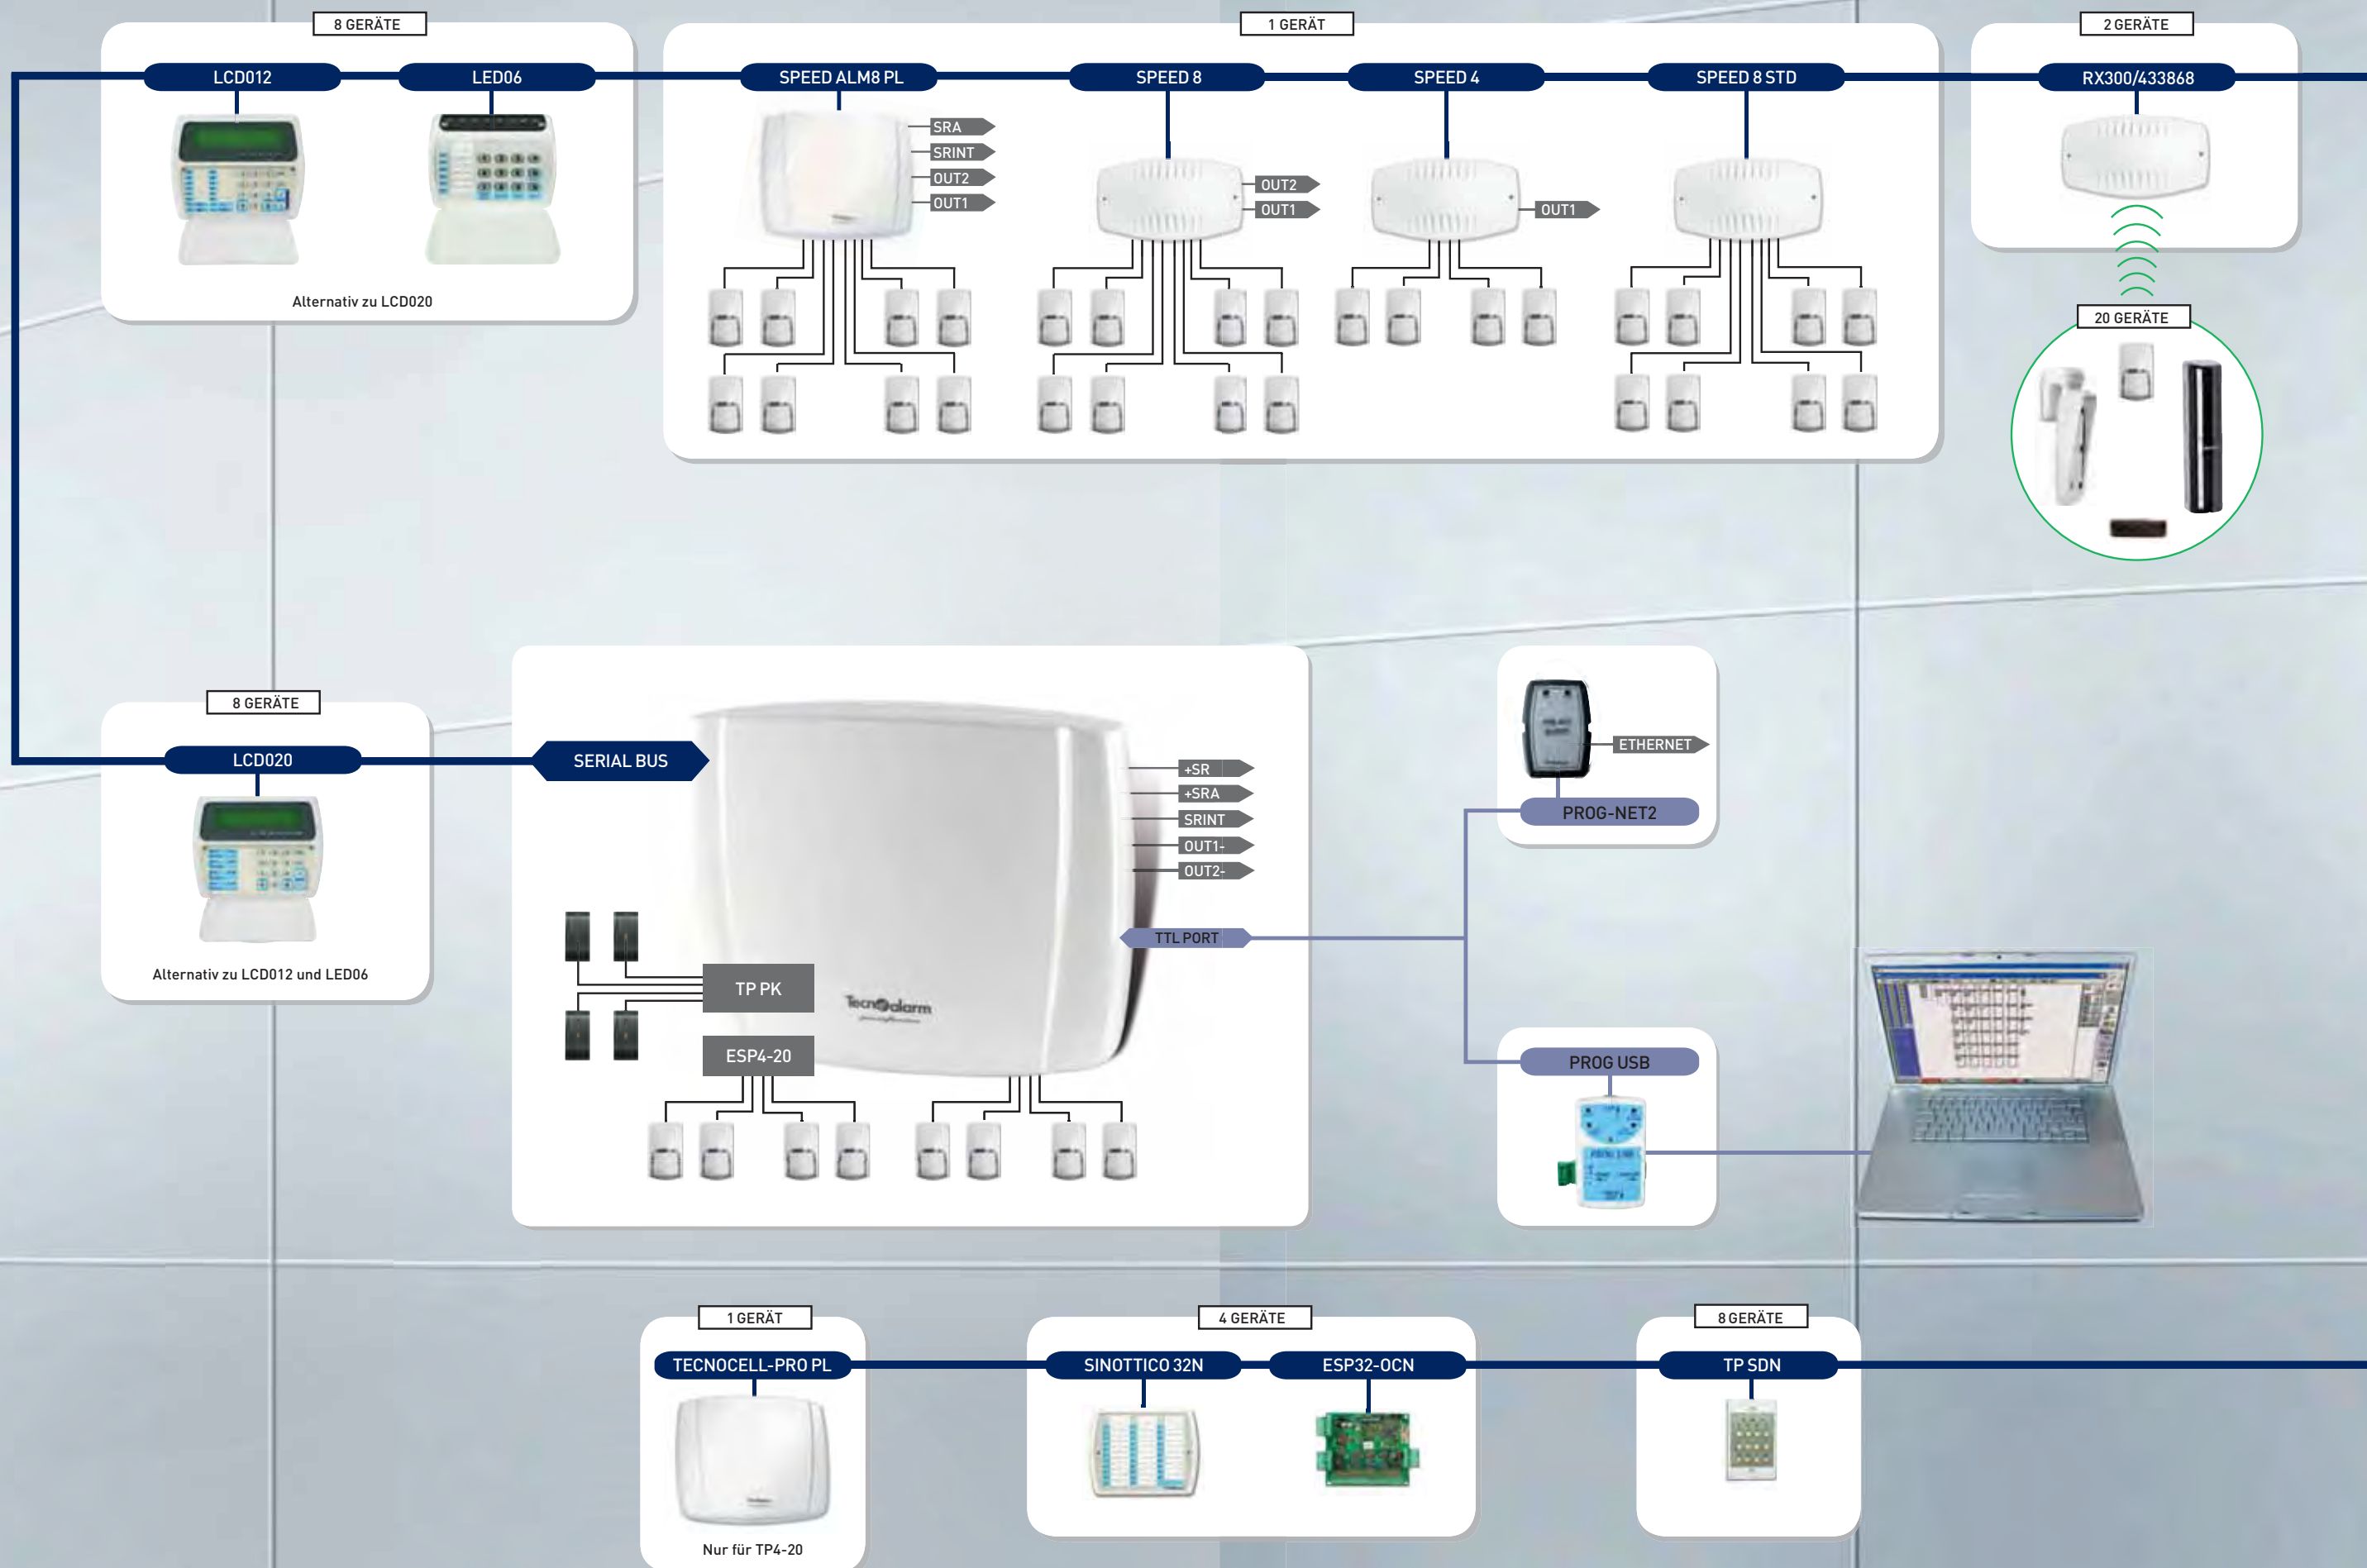 8 GERÄTE
LCD012
LED06
Alternativ zu LCD020
1 GERÄT
SPEED ALM8 PL
SRA
SRINT
OUT2
OUT1
SPEED 8
OUT2
OUT1
SPEED 4
OUT1
SPEED 8 STD
2 GERÄTE
RX300/433868
20 GERÄTE
8 GERÄTE
LCD020
Alternativ zu LCD012 und LED06
SERIAL BUS
+SR
+SRA
SRINT
OUT1-
OUT2-
TTL PORT
TP PK
ESP4-20
Tecnoalarm
ETHERNET
PROG-NET2
PROG USB
PROG USB
1 GERÄT
TECNOCELL-PRO PL
Nur für TP4-20
4 GERÄTE
SINOTTICO 32N
ESP32-OCN
8 GERÄTE
TP SDN